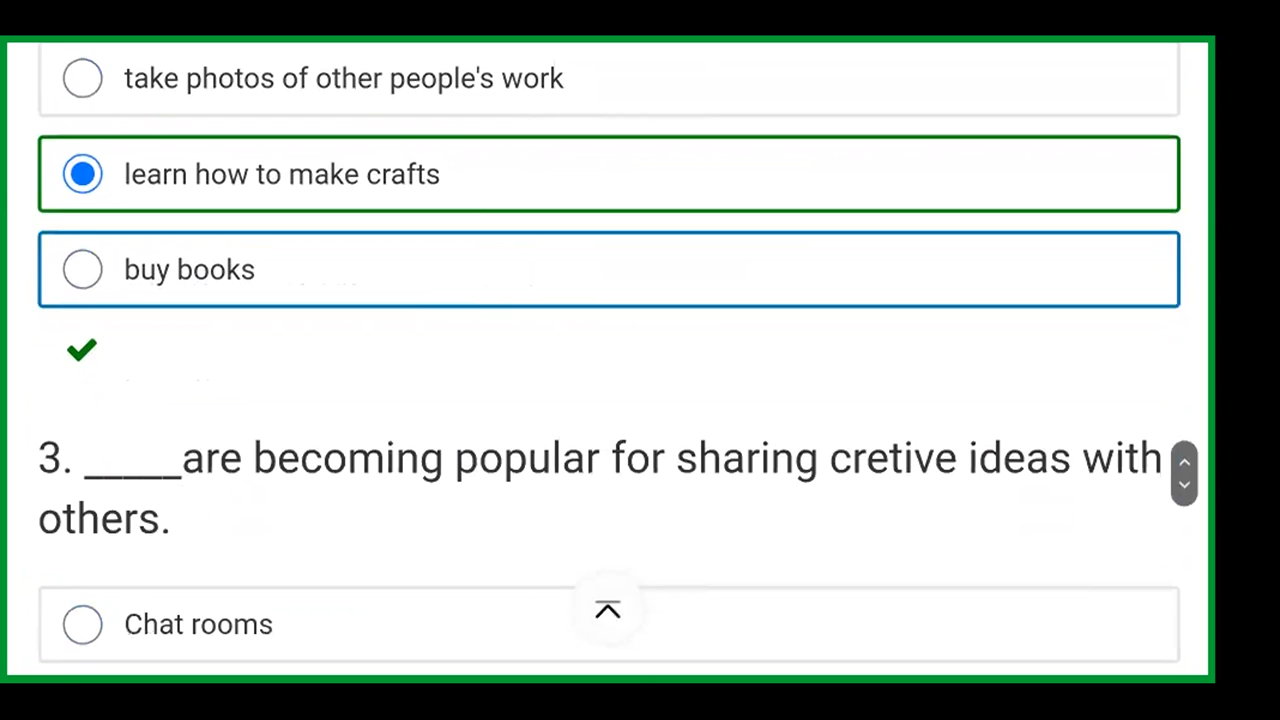 take photos of other people's work
learn how to make crafts
buy books
3. _____are becoming popular for sharing cretive ideas with
others.
Chat rooms